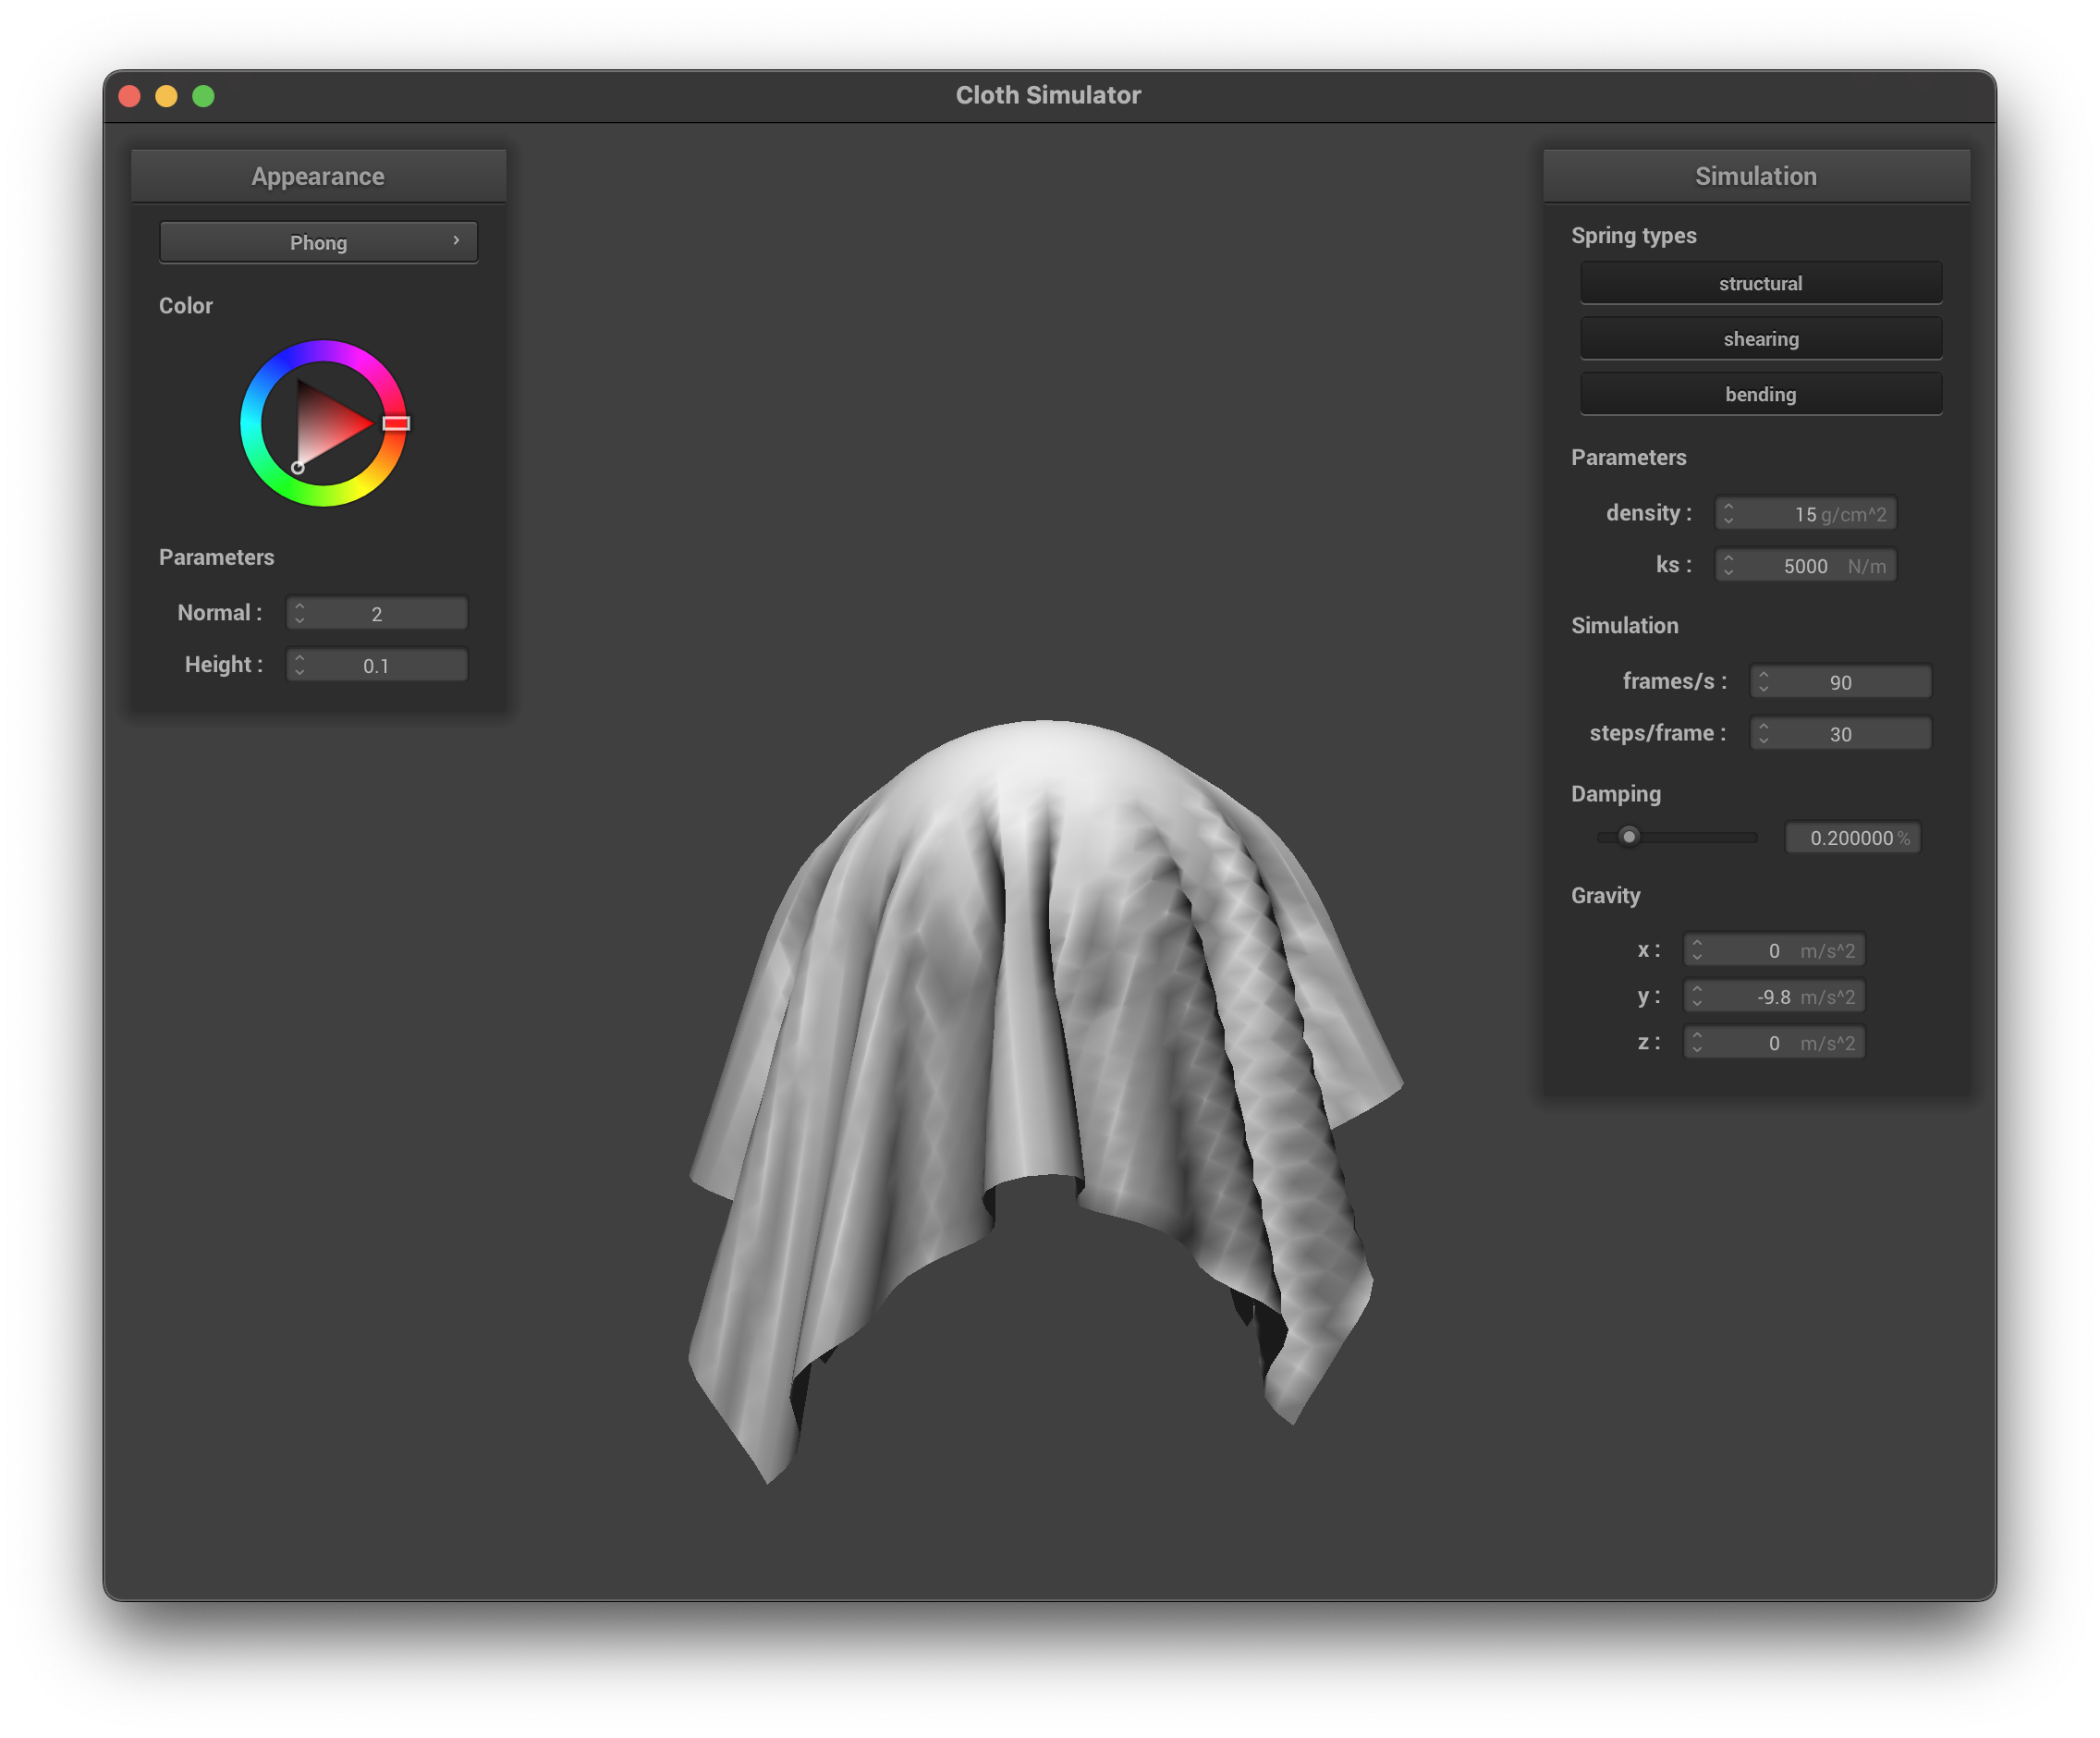 Cloth Simulator
Appearance
Phong
Color
Parameters
Normal : 2
Height : 0.1
Simulation
Spring types
structural
shearing
bending
Parameters
density : 15 g/cm^2
ks : 5000 N/m
Simulation
frames/s : 90
steps/frame : 30
Damping
0.200000 %
Gravity
x : 0 m/s^2
y : -9.8 m/s^2
z : 0 m/s^2